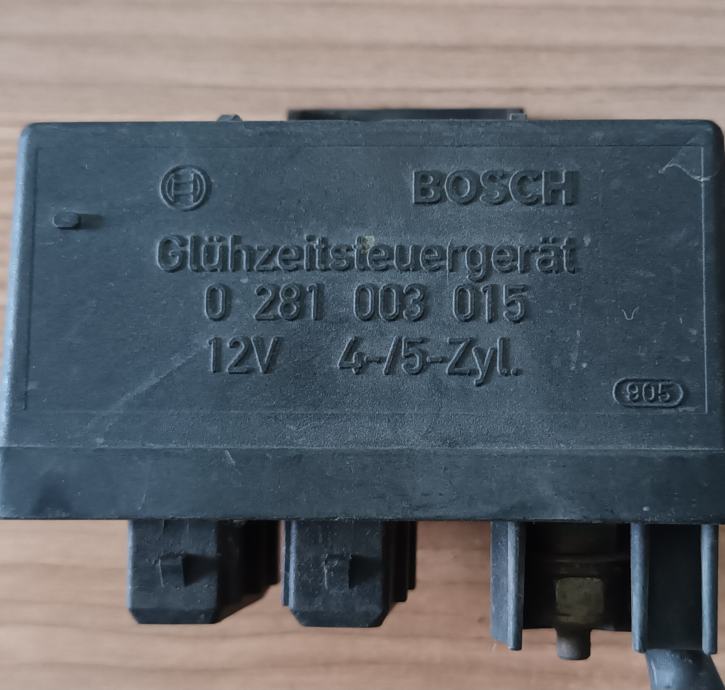 BOSCH
Glühzeitsteuergerät
0 281 003 015
12V 4-/5-Zyl.
905